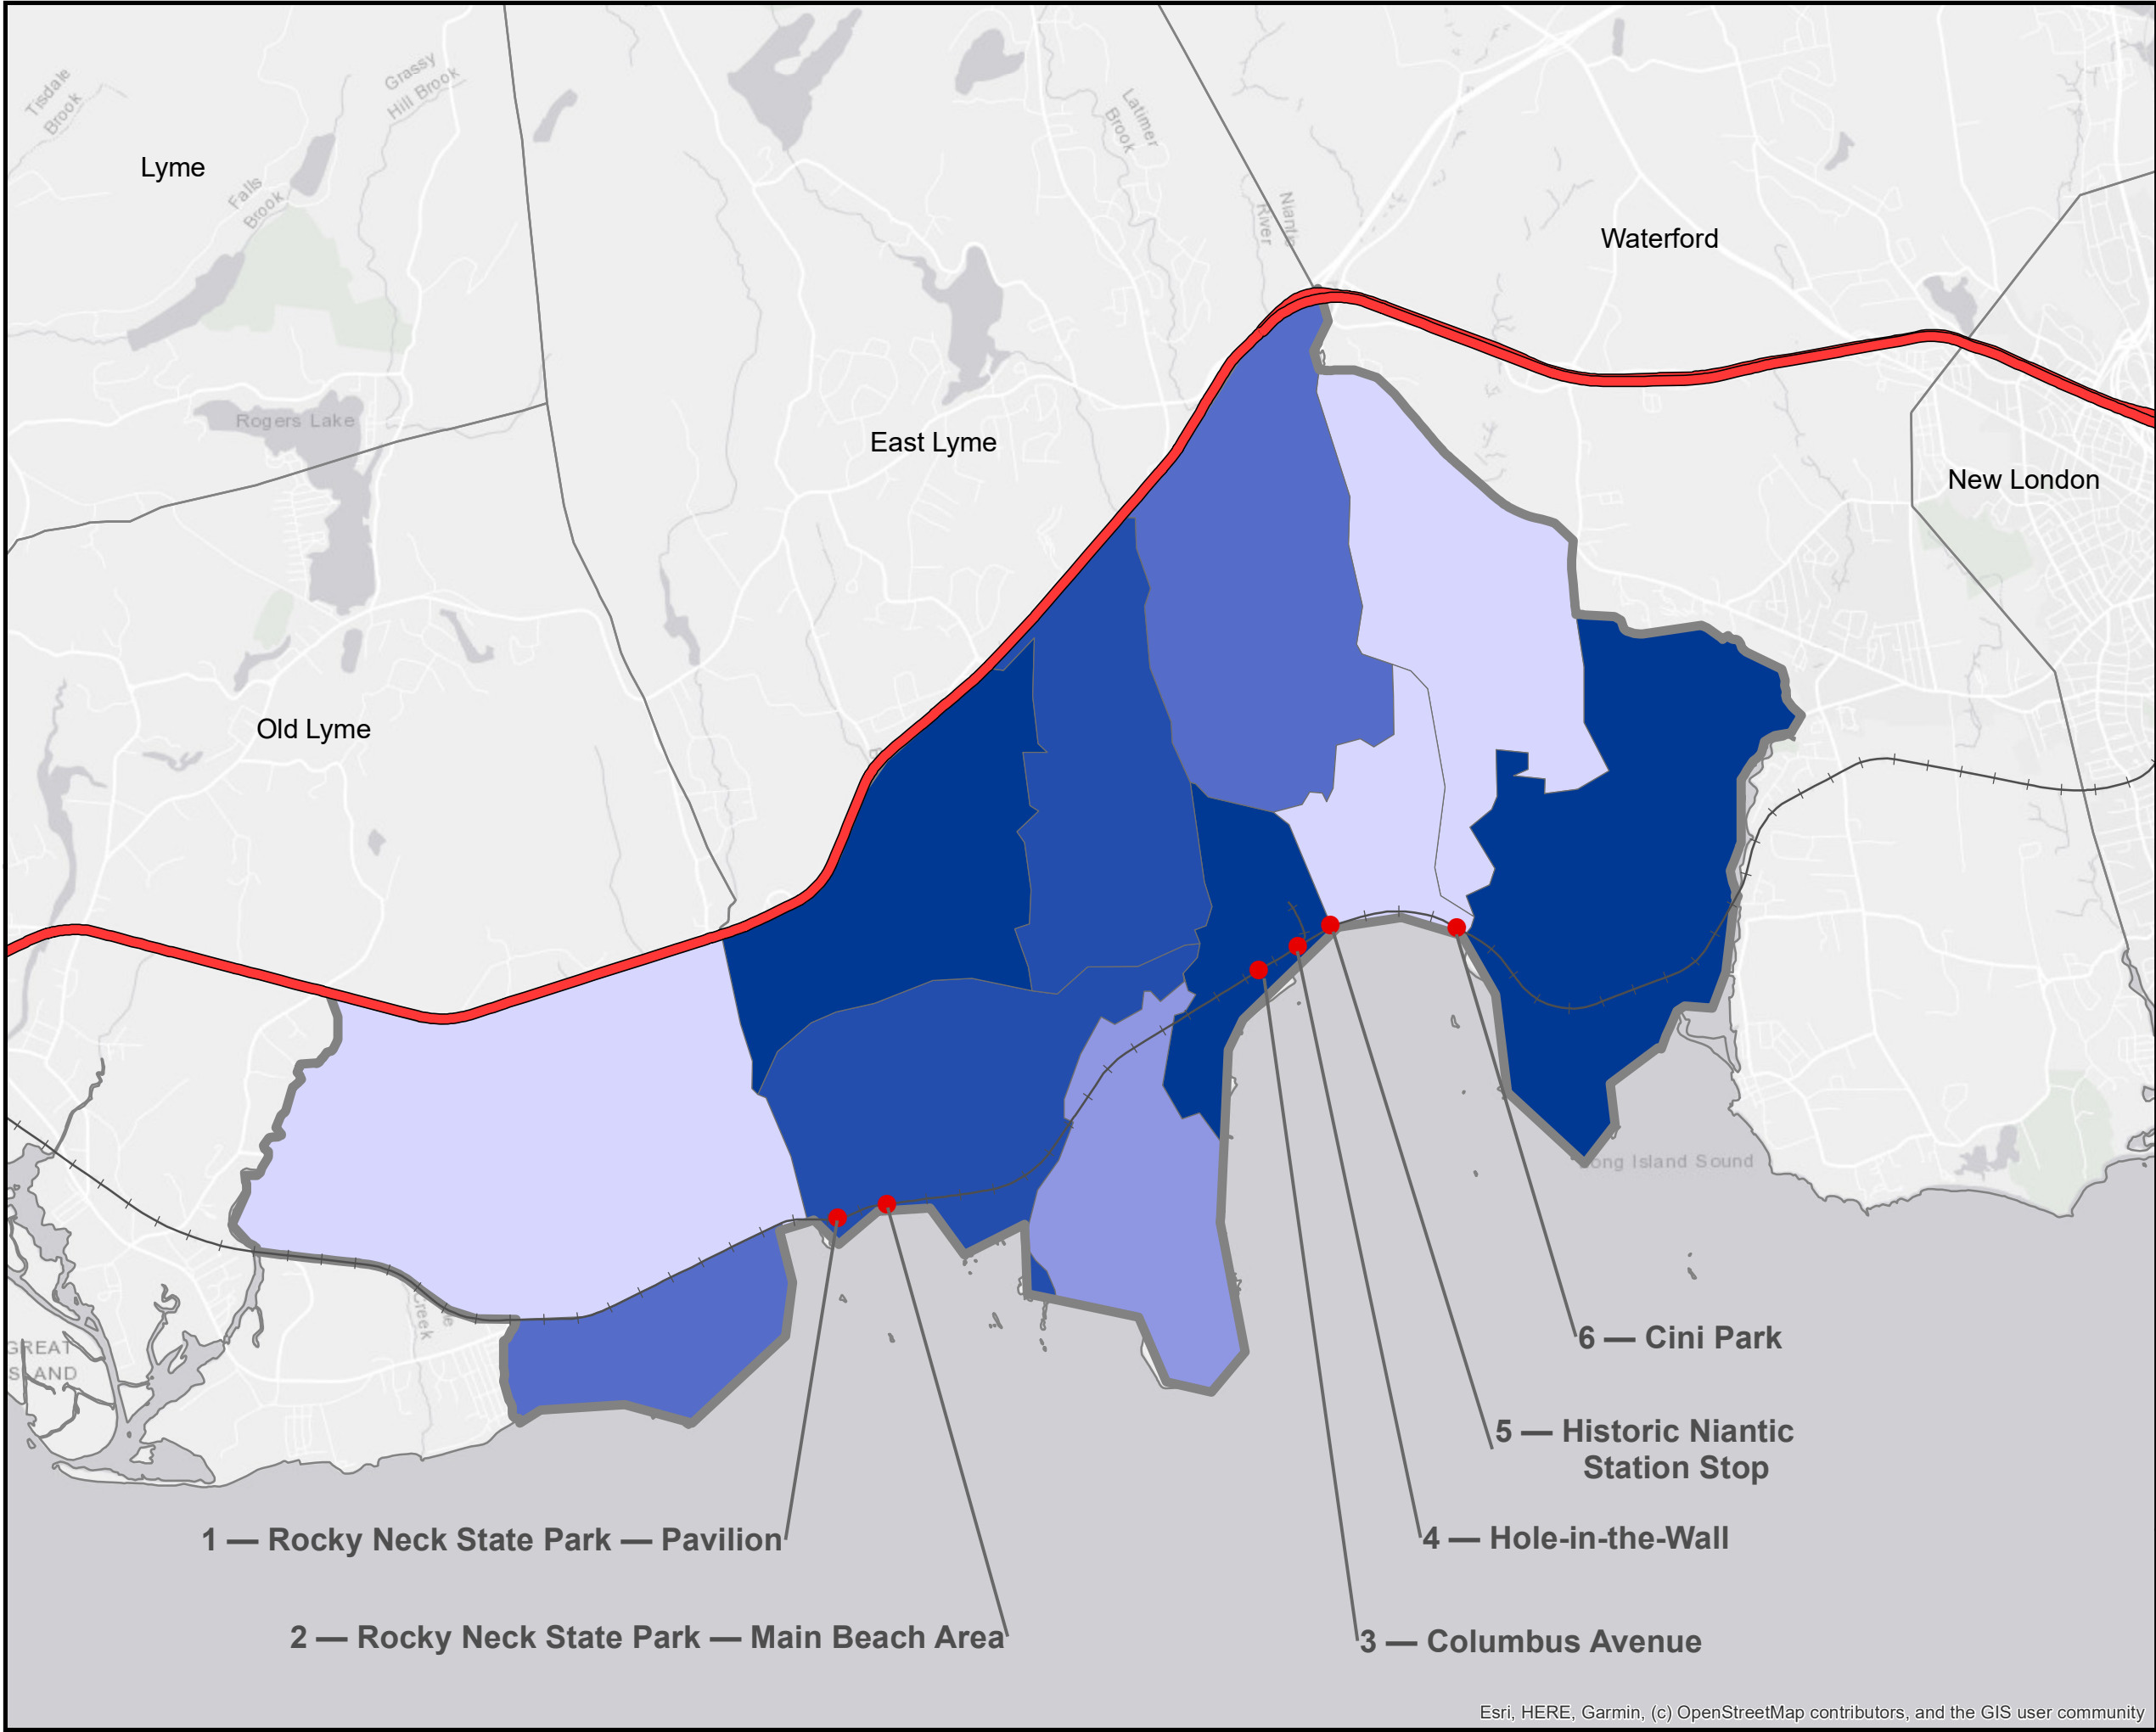 Tisdale
Brook
Grassy
Hill Brook
Latimer
Brook
Lyme
Falls
Brook
Niantic
River
Waterford
Rogers Lake
East Lyme
New London
Old Lyme
Long Island Sound
Creek
GREAT
ISLAND
6 — Cini Park
5 — Historic Niantic
Station Stop
1 — Rocky Neck State Park — Pavilion
4 — Hole-in-the-Wall
2 — Rocky Neck State Park — Main Beach Area
3 — Columbus Avenue
Esri, HERE, Garmin, (c) OpenStreetMap contributors, and the GIS user community